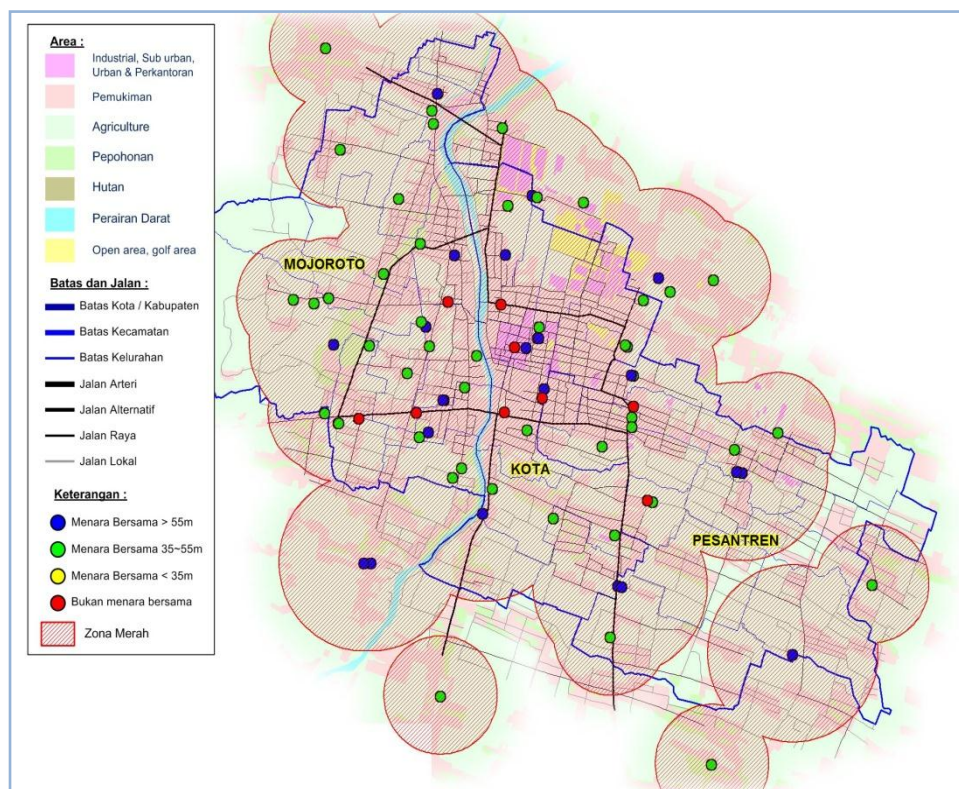 Area :
Industrial, Sub urban,
Urban & Perkantoran
Pemukiman
Agriculture
Pepohonan
Hutan
Perairan Darat
Open area, golf area
Batas dan Jalan :
Batas Kota / Kabupaten
Batas Kecamatan
Batas Kelurahan
Jalan Arteri
Jalan Alternatif
Jalan Raya
Jalan Lokal
Keterangan :
Menara Bersama > 55m
Menara Bersama 35~55m
Menara Bersama < 35m
Bukan menara bersama
Zona Merah
MOJOROTO
KOTA
PESANTREN